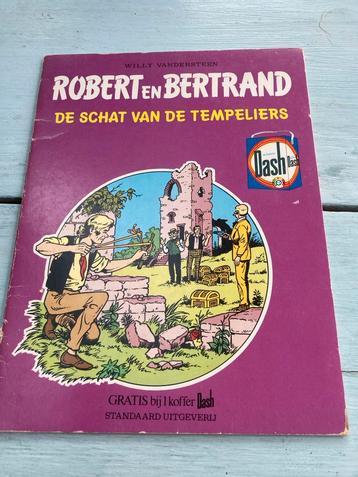 WILLY VANDERSTEEN
ROBERT EN BERTRAND
DE SCHAT VAN DE TEMPELIERS
Dash
GRATIS bij 1 koffer Dash
STANDAARD UITGEVERIJ